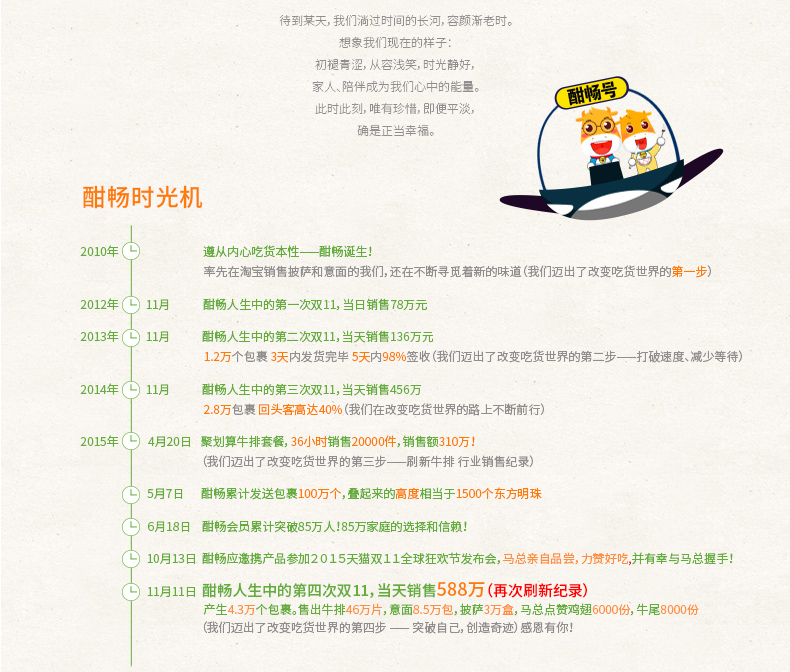 待到某天，我们淌过时间的长河，容颜渐老时。
想象我们现在的样子：
初褪青涩，从容浅笑，时光静好，
家人、陪伴成为我们心中的能量。
此时此刻，唯有珍惜，即便平淡，
确是正当幸福。
酣畅号
酣畅时光机
2010年 遵从内心吃货本性——酣畅诞生！
率先在淘宝销售披萨和意面的我们，还在不断寻觅着新的味道（我们迈出了改变吃货世界的第一步）
2012年 11月 酣畅人生中的第一次双11，当日销售78万元
2013年 11月 酣畅人生中的第二次双11，当天销售136万元
1.2万个包裹 3天内发货完毕 5天内98%签收（我们迈出了改变吃货世界的第二步——打破速度、减少等待）
2014年 11月 酣畅人生中的第三次双11，当天销售456万
2.8万包裹 回头客高达40%（我们在改变吃货世界的路上不断前行）
2015年 4月20日 聚划算牛排套餐，36小时销售20000件，销售额310万！
（我们迈出了改变吃货世界的第三步——刷新牛排 行业销售纪录）
5月7日 酣畅累计发送包裹100万个，叠起来的高度相当于1500个东方明珠
6月18日 酣畅会员累计突破85万人！85万家庭的选择和信赖！
10月13日 酣畅应邀携产品参加2015天猫双11全球狂欢节发布会，马总亲自品尝，力赞好吃，并有幸与马总握手！
11月11日 酣畅人生中的第四次双11，当天销售588万（再次刷新纪录）
产生4.3万个包裹。售出牛排46万片，意面8.5万包，披萨3万盒，马总点赞鸡翅6000份，牛尾8000份
（我们迈出了改变吃货世界的第四步 —— 突破自己，创造奇迹）感恩有你！